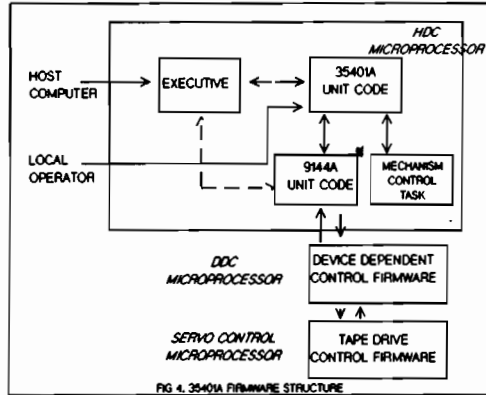 HDC
MICROPROCESSOR
HOST
COMPUTER
EXECUTIVE
35401A
UNIT CODE
LOCAL
OPERATOR
9144A
UNIT CODE
MECHANISM
CONTROL
TASK
DDC
MICROPROCESSOR
DEVICE DEPENDENT
CONTROL FIRMWARE
SERVO CONTROL
MICROPROCESSOR
TAPE DRIVE
CONTROL FIRMWARE
FIG 4. 35401A FIRMWARE STRUCTURE